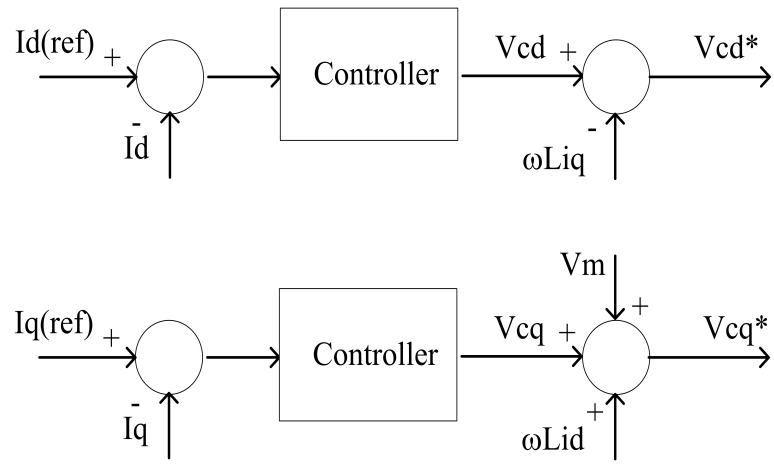 Id(ref) +
-
Id
Controller
Vcd +
-
ωLiq
Vcd*
Iq(ref) +
-
Iq
Controller
Vm
+
Vcq +
+
ωLid
Vcq*